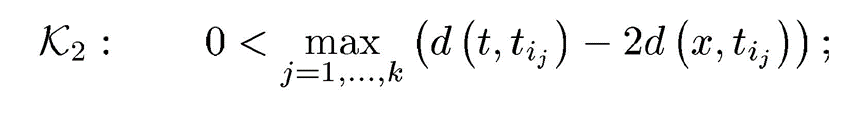 𝒦₂ : 0 < max_{j=1,…,k} (d (t, t_{i_j}) − 2d (x, t_{i_j})) ;